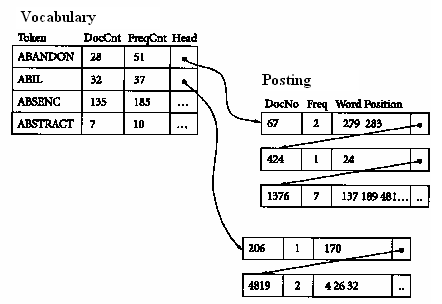 Vocabulary
Token DocCnt FreqCnt Head
ABANDON 28 51
ABIL 32 37
ABSENC 135 185 ...
ABSTRACT 7 10 ...
Posting
DocNo Freq Word Position
67 2 279 283
424 1 24
1376 7 137 189 481... ..
206 1 170
4819 2 4 26 32 ..